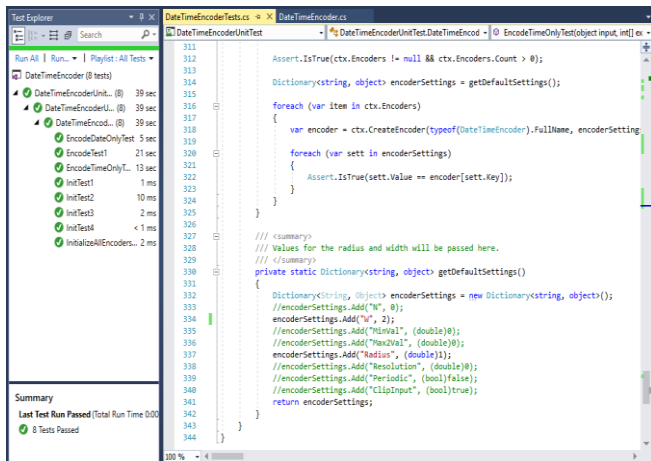 Test Explorer
Search
Run All | Run... | Playlist : All Tests
DateTimeEncoder (8 tests)
DateTimeEncoderUnit... (8) 39 sec
DateTimeEncoderU... (8) 39 sec
DateTimeEncod... (8) 39 sec
EncodeDateOnlyTest 5 sec
EncodeTest1 21 sec
EncodeTimeOnlyT... 13 sec
InitTest1 1 ms
InitTest2 10 ms
InitTest3 2 ms
InitTest4 < 1 ms
InitializeAllEncoders... 2 ms
Summary
Last Test Run Passed (Total Run Time 0:00
8 Tests Passed
DateTimeEncoderTests.cs DateTimeEncoder.cs
DateTimeEncoderUnitTest DateTimeEncoderUnitTest.DateTimeEncod EncodeTimeOnlyTest(object input, int[] ex
311
312 Assert.IsTrue(ctx.Encoders != null && ctx.Encoders.Count > 0);
313
314 Dictionary<string, object> encoderSettings = getDefaultSettings();
315
316 foreach (var item in ctx.Encoders)
317 {
318 var encoder = ctx.CreateEncoder(typeof(DateTimeEncoder).FullName, encoderSetting
319
320 foreach (var sett in encoderSettings)
321 {
322 Assert.IsTrue(sett.Value == encoder[sett.Key]);
323 }
324 }
325 }
326
327 /// <summary>
328 /// Values for the radius and width will be passed here.
329 /// </summary>
330 private static Dictionary<string, object> getDefaultSettings()
331 {
332 Dictionary<String, Object> encoderSettings = new Dictionary<string, object>();
333 //encoderSettings.Add("N", 0);
334 encoderSettings.Add("W", 2);
335 //encoderSettings.Add("MinVal", (double)0);
336 //encoderSettings.Add("Max2Val", (double)0);
337 encoderSettings.Add("Radius", (double)1);
338 //encoderSettings.Add("Resolution", (double)0);
339 //encoderSettings.Add("Periodic", (bool)false);
340 //encoderSettings.Add("ClipInput", (bool)true);
341 return encoderSettings;
342 }
343 }
344 }
100 %